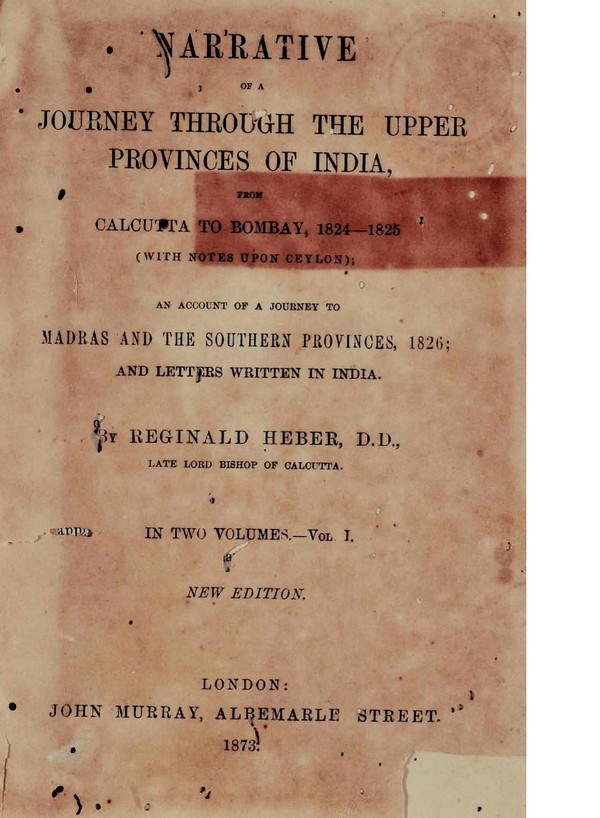 NARRATIVE
OF A
JOURNEY THROUGH THE UPPER
PROVINCES OF INDIA,
FROM
CALCUTTA TO BOMBAY, 1824—1825
(WITH NOTES UPON CEYLON);
AN ACCOUNT OF A JOURNEY TO
MADRAS AND THE SOUTHERN PROVINCES, 1826;
AND LETTERS WRITTEN IN INDIA.
BY REGINALD HEBER, D.D.,
LATE LORD BISHOP OF CALCUTTA.
IN TWO VOLUMES.—VOL. I.
NEW EDITION.
LONDON:
JOHN MURRAY, ALBEMARLE STREET.
1873.